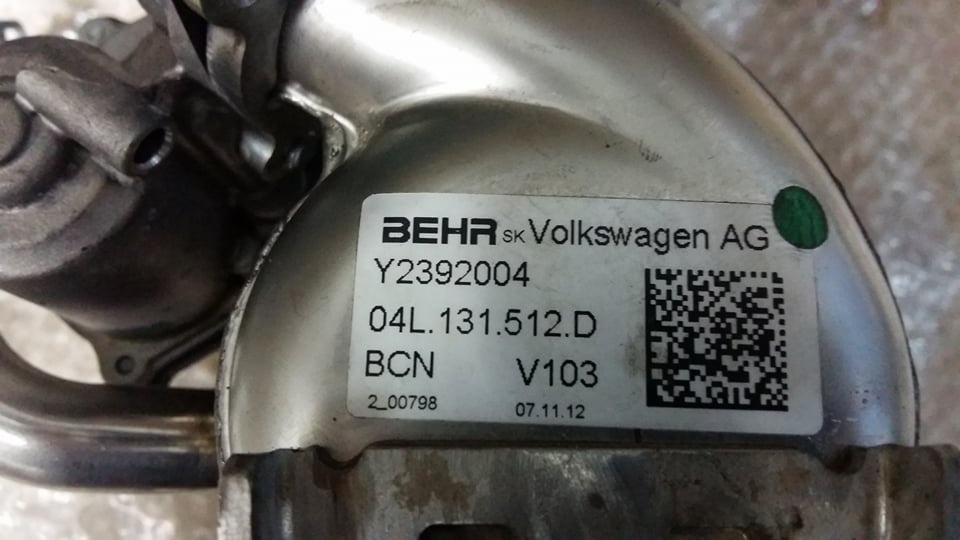 BEHR SK Volkswagen AG
Y2392004
04L.131.512.D
BCN V103
2_00798 07.11.12